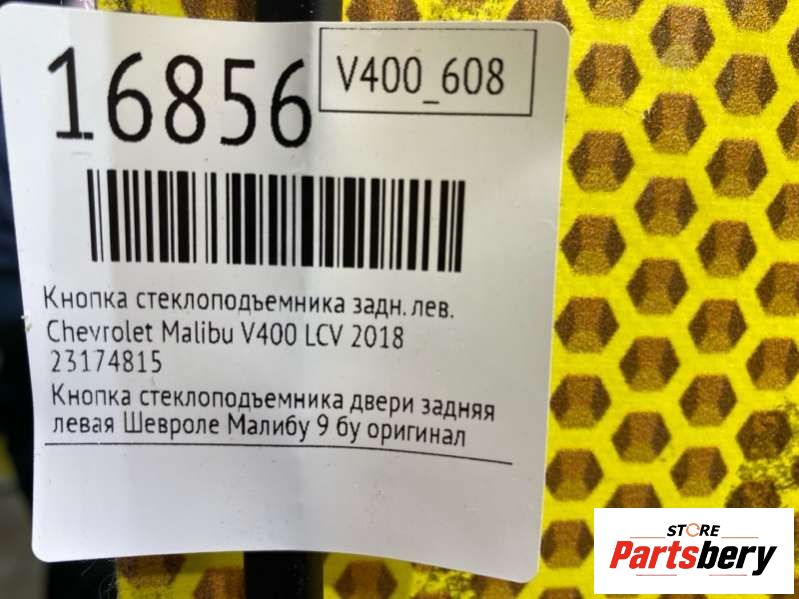 16856
V400_608
Кнопка стеклоподъемника задн. лев.
Chevrolet Malibu V400 LCV 2018
23174815
Кнопка стеклоподъемника двери задняя
левая Шевроле Малибу 9 бу оригинал
STORE
Partsbery